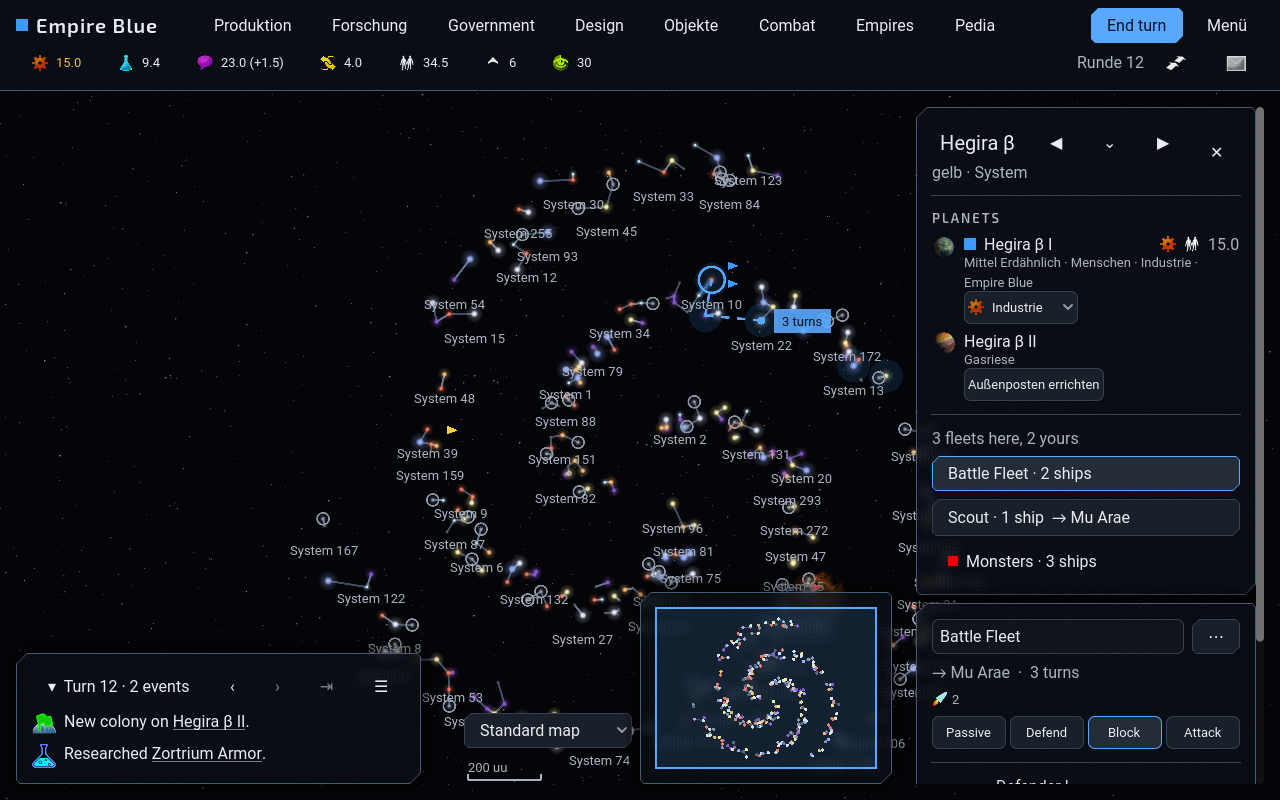 Empire Blue
Produktion
Forschung
Government
Design
Objekte
Combat
Empires
Pedia
End turn
Menü
15.0
9.4
23.0 (+1.5)
4.0
34.5
6
30
Runde 12
System 123
System 33
System 30
System 84
System 255
System 45
System 93
System 12
System 54
System 10
System 15
System 34
3 turns
System 22
System 172
System 79
System 13
System 48
System 1
System 88
System 2
System 39
System 131
System 151
System 159
System 20
System 82
System 293
System 9
System 96
System 272
System 87
System 81
System 167
System 47
System 6
System 75
System 122
System 132
System 27
System 8
System 53
System 74
Hegira β
gelb · System
PLANETS
Hegira β I
15.0
Mittel Erdähnlich · Menschen · Industrie ·
Empire Blue
Industrie
Hegira β II
Gasriese
Außenposten errichten
3 fleets here, 2 yours
Battle Fleet · 2 ships
Scout · 1 ship → Mu Arae
Monsters · 3 ships
Battle Fleet
···
→ Mu Arae · 3 turns
2
Passive
Defend
Block
Attack
Turn 12 · 2 events
New colony on Hegira β II.
Researched Zortrium Armor.
Standard map
200 uu